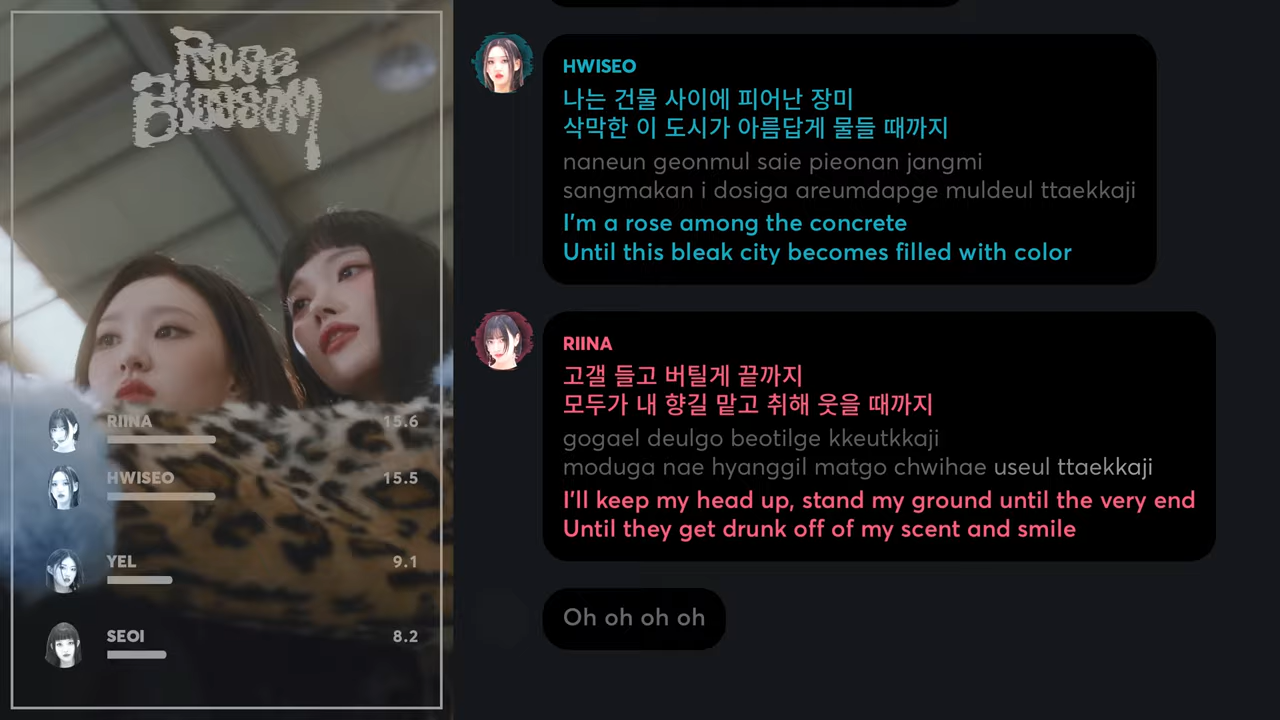 Rose
Blossom
RIINA 15.6
HWISEO 15.5
YEL 9.1
SEOI 8.2
HWISEO
나는 건물 사이에 피어난 장미
삭막한 이 도시가 아름답게 물들 때까지
naneun geonmul saie pieonan jangmi
sangmakan i dosiga areumdapge muldeul ttaekkaji
I'm a rose among the concrete
Until this bleak city becomes filled with color
RIINA
고갤 들고 버틸게 끝까지
모두가 내 향길 맡고 취해 웃을 때까지
gogael deulgo beotilge kkeutkkaji
moduga nae hyanggil matgo chwihae useul ttaekkaji
I'll keep my head up, stand my ground until the very end
Until they get drunk off of my scent and smile
Oh oh oh oh